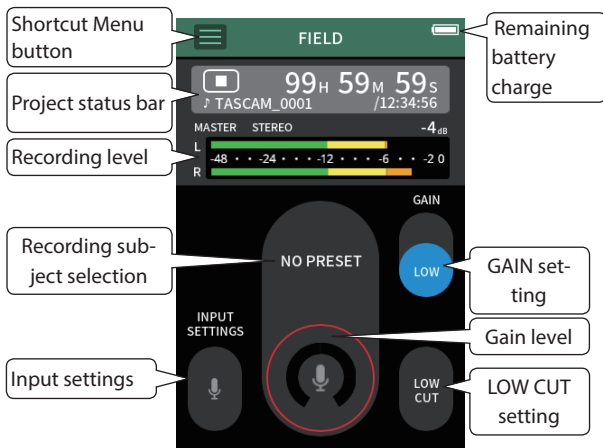 Shortcut Menu
button
FIELD
Remaining
battery
charge
Project status bar
99H 59M 59S
♪ TASCAM_0001 /12:34:56
MASTER STEREO -4dB
Recording level
L
-48 · · -24 · · · -12 · · · -6 · · -2 0
R
GAIN
Recording sub-
ject selection
NO PRESET
LOW
GAIN set-
ting
INPUT
SETTINGS
Gain level
Input settings
LOW
CUT
LOW CUT
setting